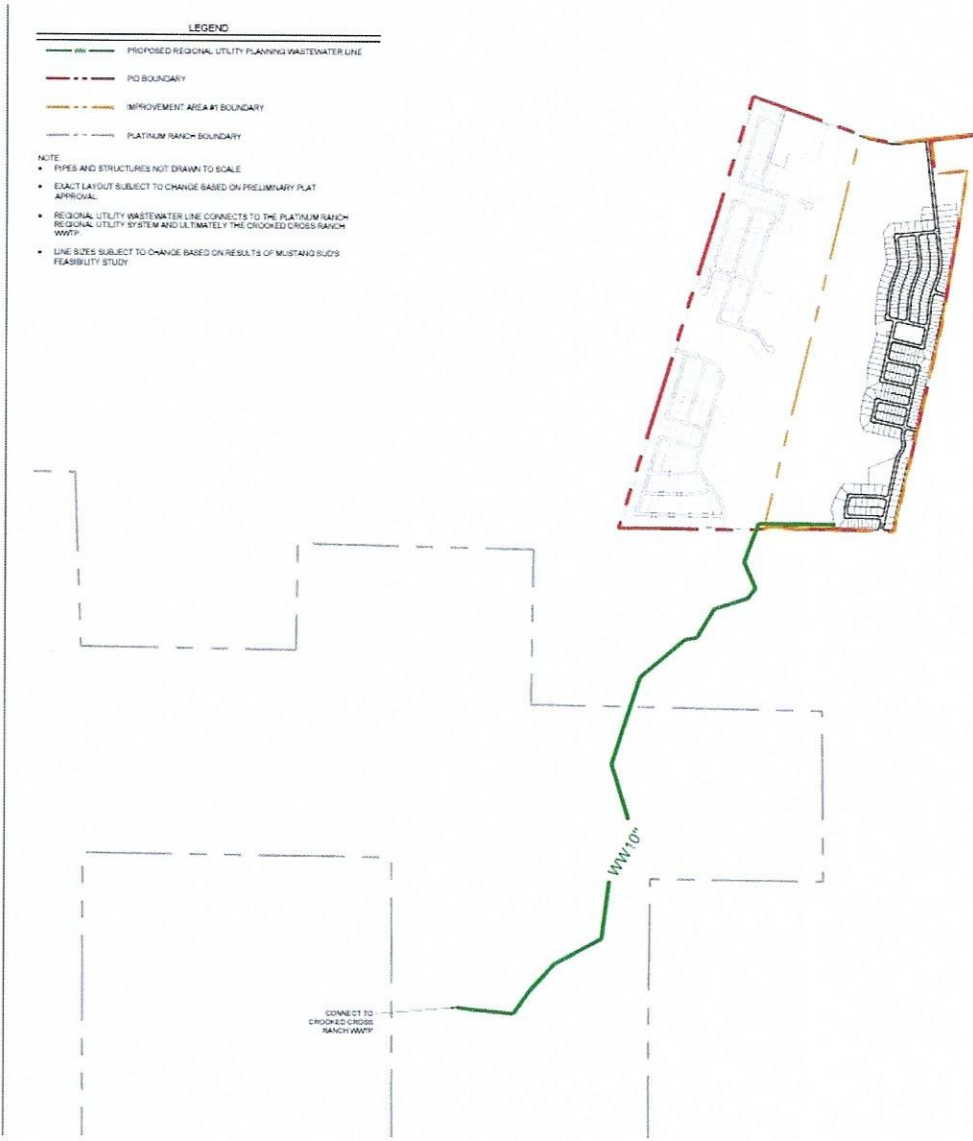 LEGEND
WW PROPOSED REGIONAL UTILITY PLANNING WASTEWATER LINE
PID BOUNDARY
IMPROVEMENT AREA #1 BOUNDARY
PLATINUM RANCH BOUNDARY
NOTE
• PIPES AND STRUCTURES NOT DRAWN TO SCALE
• EXACT LAYOUT SUBJECT TO CHANGE BASED ON PRELIMINARY PLAT
APPROVAL.
• REGIONAL UTILITY WASTEWATER LINE CONNECTS TO THE PLATINUM RANCH
REGIONAL UTILITY SYSTEM AND ULTIMATELY THE CROOKED CROSS RANCH
WWTP.
• LINE SIZES SUBJECT TO CHANGE BASED ON RESULTS OF MUSTANG SUD'S
FEASIBILITY STUDY
WW10"
CONNECT TO
CROOKED CROSS
RANCH WWTP